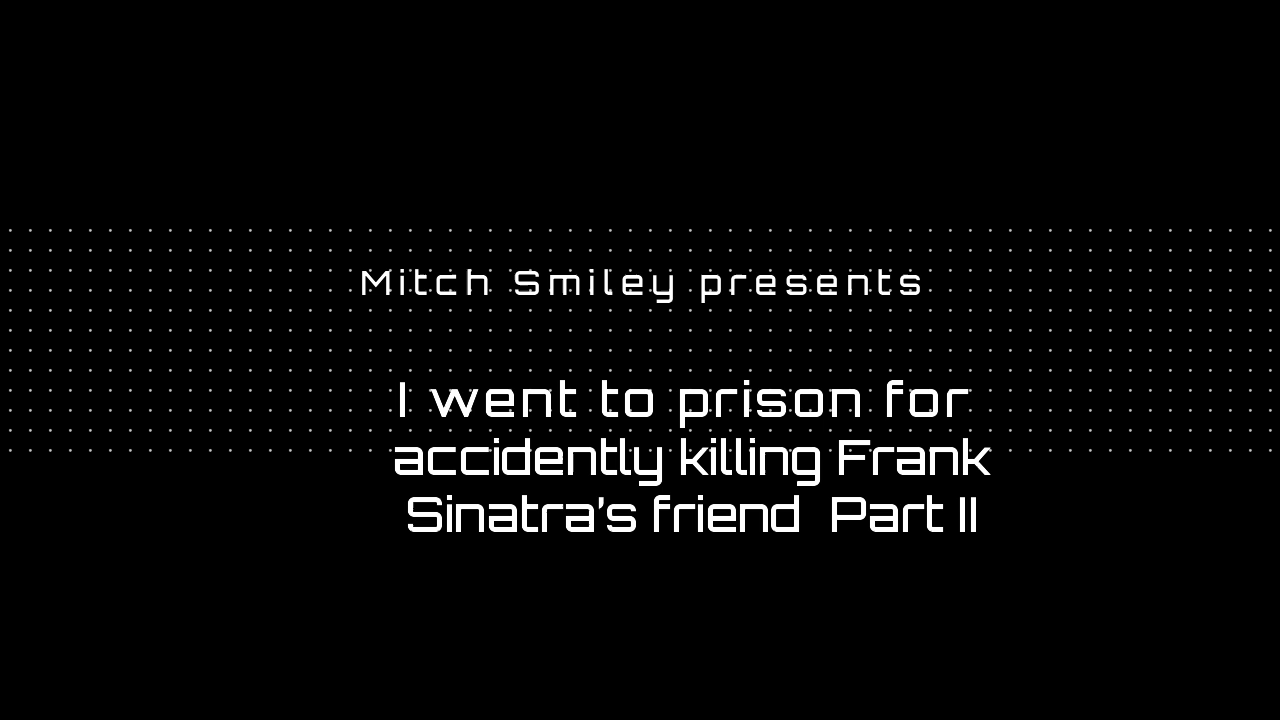 Mitch Smiley presents
I went to prison for
accidently killing Frank
Sinatra's friend  Part II